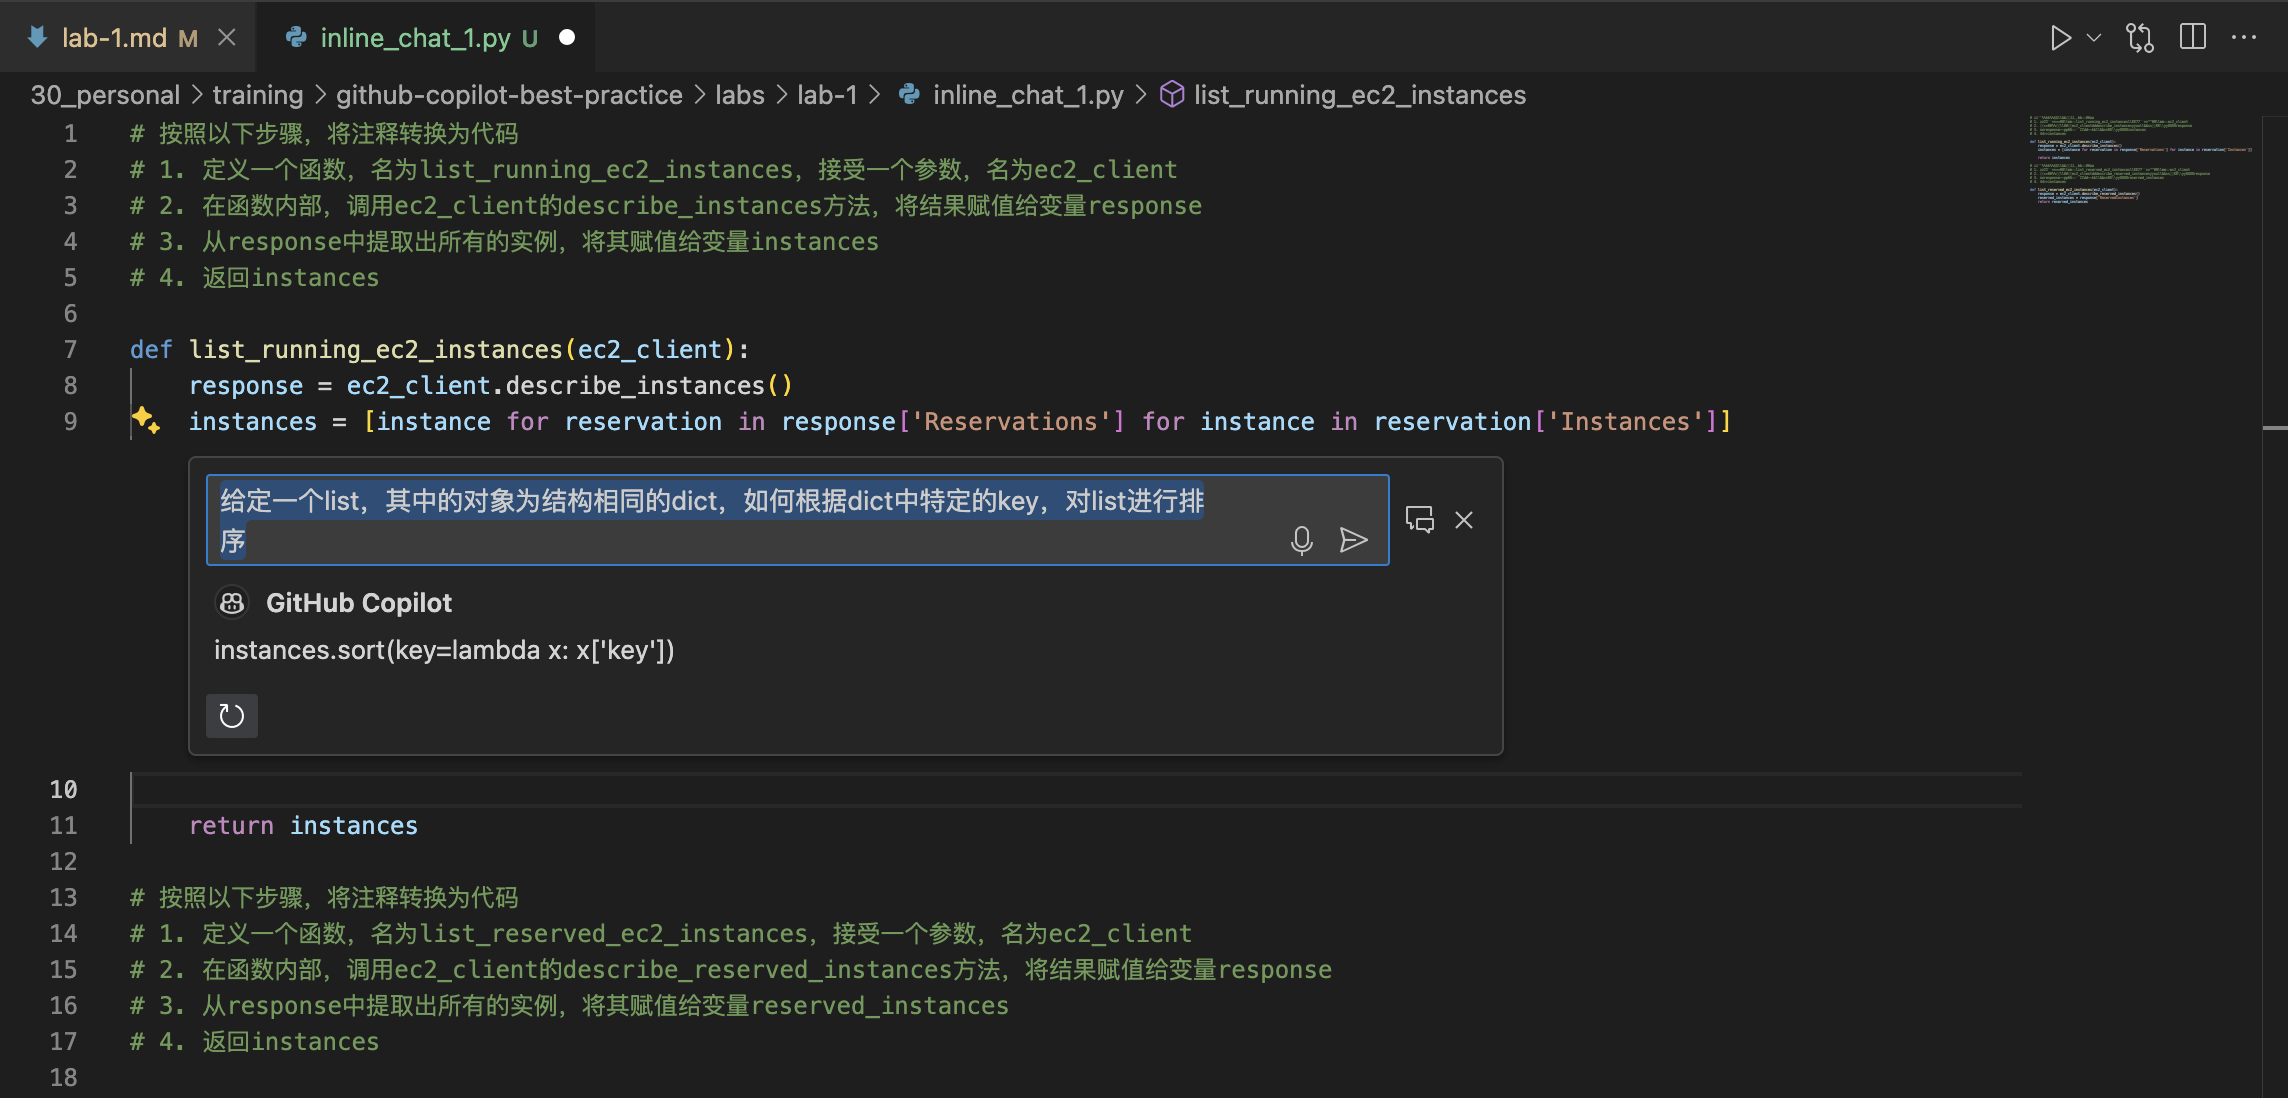 lab-1.md M
inline_chat_1.py U
30_personal > training > github-copilot-best-practice > labs > lab-1 > inline_chat_1.py > list_running_ec2_instances
1 # 按照以下步骤，将注释转换为代码
2 # 1. 定义一个函数，名为list_running_ec2_instances，接受一个参数，名为ec2_client
3 # 2. 在函数内部，调用ec2_client的describe_instances方法，将结果赋值给变量response
4 # 3. 从response中提取出所有的实例，将其赋值给变量instances
5 # 4. 返回instances
6
7 def list_running_ec2_instances(ec2_client):
8 response = ec2_client.describe_instances()
9 instances = [instance for reservation in response['Reservations'] for instance in reservation['Instances']]
给定一个list，其中的对象为结构相同的dict，如何根据dict中特定的key，对list进行排
序
GitHub Copilot
instances.sort(key=lambda x: x['key'])
10
11 return instances
12
13 # 按照以下步骤，将注释转换为代码
14 # 1. 定义一个函数，名为list_reserved_ec2_instances，接受一个参数，名为ec2_client
15 # 2. 在函数内部，调用ec2_client的describe_reserved_instances方法，将结果赋值给变量response
16 # 3. 从response中提取出所有的实例，将其赋值给变量reserved_instances
17 # 4. 返回instances
18